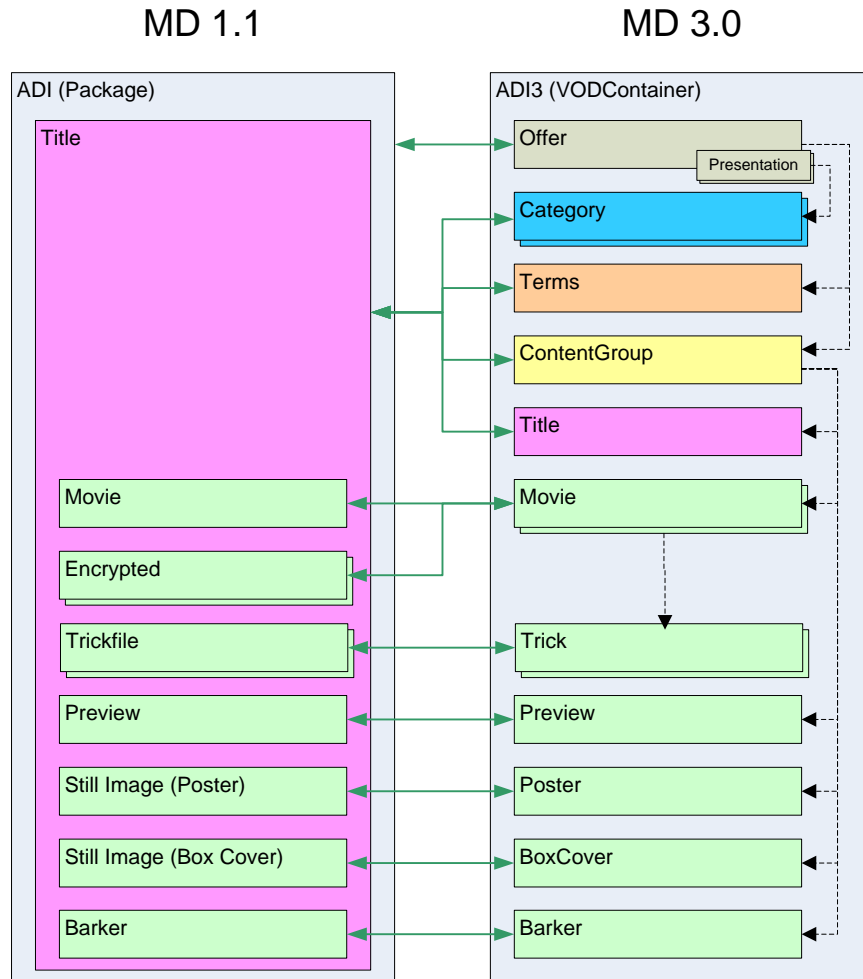 MD 1.1
MD 3.0
ADI (Package)
Title
Movie
Encrypted
Trickfile
Preview
Still Image (Poster)
Still Image (Box Cover)
Barker
ADI3 (VODContainer)
Offer
Presentation
Category
Terms
ContentGroup
Title
Movie
Trick
Preview
Poster
BoxCover
Barker